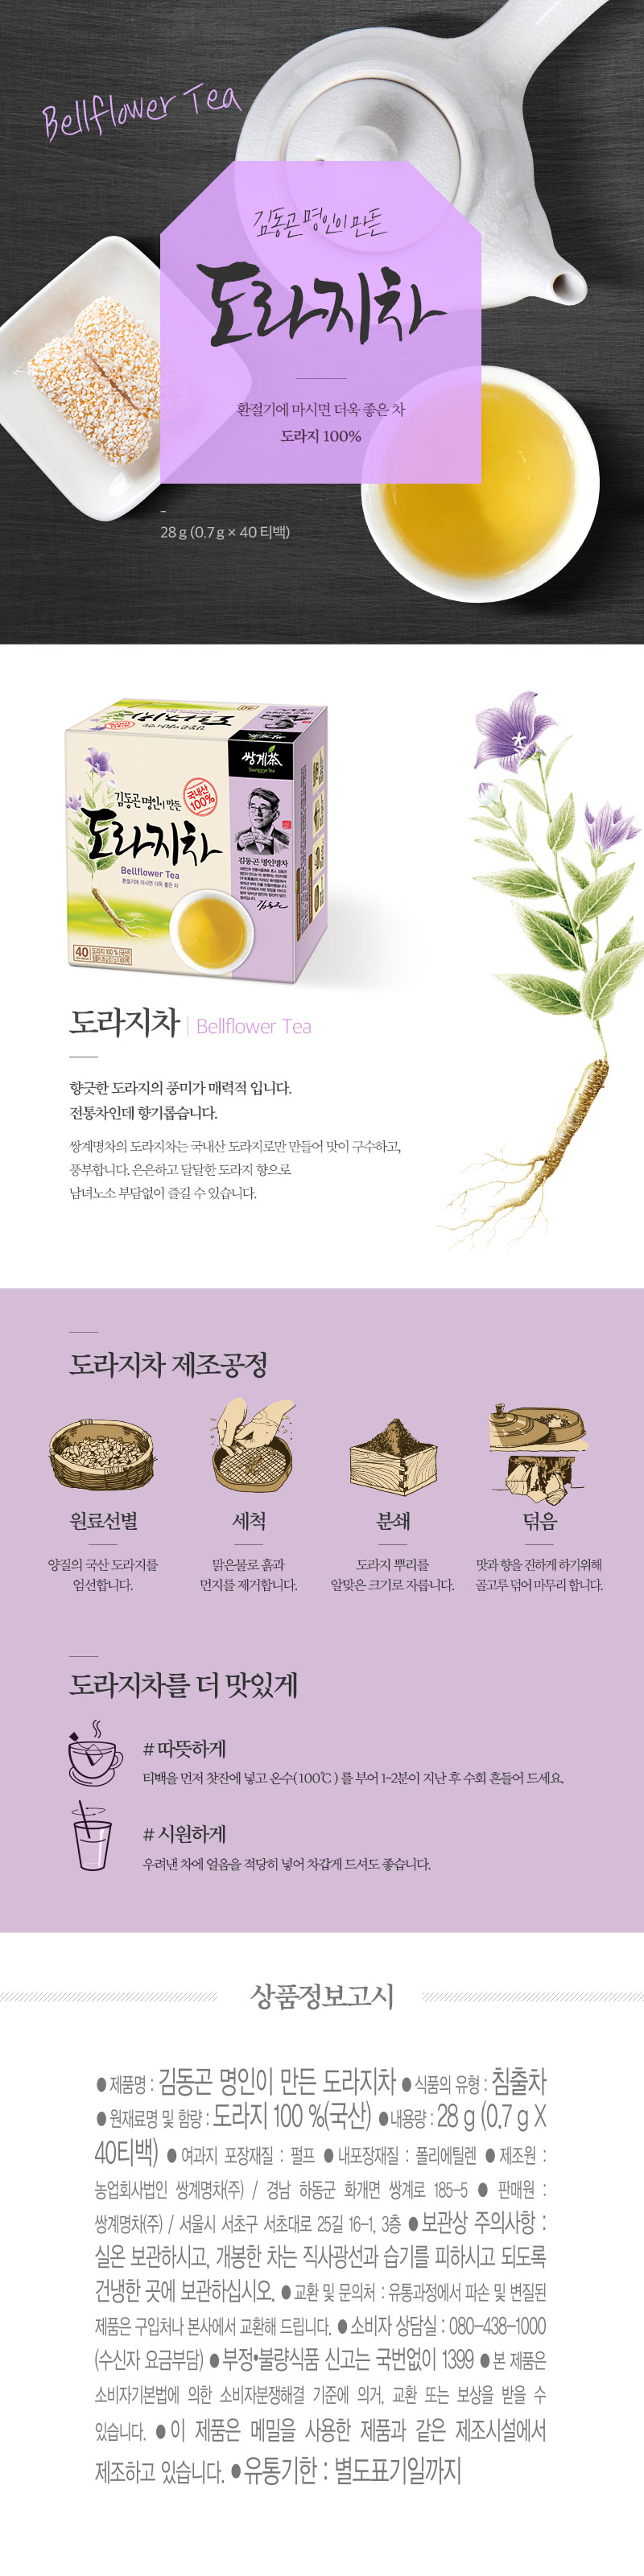 Bellflower Tea
김동곤 명인이 만든
도라지차
환절기에 마시면 더욱 좋은 차
도라지 100%
28 g (0.7 g × 40 티백)
도라지차
쌍계茶
Ssanggye Tea
국내산
100%
김동곤 명인이 만든
도라지차
Bellflower Tea
환절기에 마시면 더욱 좋은 차
김동곤 명인명차
40
도라지 100 % (국산)
도라지차 | Bellflower Tea
향긋한 도라지의 풍미가 매력적 입니다.
전통차인데 향기롭습니다.
쌍계명차의 도라지차는 국내산 도라지로만 만들어 맛이 구수하고,
풍부합니다. 은은하고 달달한 도라지 향으로
남녀노소 부담없이 즐길 수 있습니다.
도라지차 제조공정
원료선별
양질의 국산 도라지를
엄선합니다.
세척
맑은물로 흙과
먼지를 제거합니다.
분쇄
도라지 뿌리를
알맞은 크기로 자릅니다.
덖음
맛과 향을 진하게 하기위해
골고루 덖어 마무리 합니다.
도라지차를 더 맛있게
# 따뜻하게
티백을 먼저 찻잔에 넣고 온수( 100℃ ) 를 부어 1~2분이 지난 후 수회 흔들어 드세요.
# 시원하게
우려낸 차에 얼음을 적당히 넣어 차갑게 드셔도 좋습니다.
상품정보고시
● 제품명 : 김동곤 명인이 만든 도라지차 ● 식품의 유형 : 침출차
● 원재료명 및 함량 : 도라지 100 %(국산) ● 내용량 : 28 g (0.7 g X
40티백) ● 여과지 포장재질 : 펄프 ● 내포장재질 : 폴리에틸렌 ● 제조원 :
농업회사법인 쌍계명차(주) / 경남 하동군 화개면 쌍계로 185-5 ● 판매원 :
쌍계명차(주) / 서울시 서초구 서초대로 25길 16-1, 3층 ● 보관상 주의사항 :
실온 보관하시고, 개봉한 차는 직사광선과 습기를 피하시고 되도록
건냉한 곳에 보관하십시오. ● 교환 및 문의처 : 유통과정에서 파손 및 변질된
제품은 구입처나 본사에서 교환해 드립니다. ● 소비자 상담실 : 080-438-1000
(수신자 요금부담) ● 부정•불량식품 신고는 국번없이 1399 ● 본 제품은
소비자기본법에 의한 소비자분쟁해결 기준에 의거, 교환 또는 보상을 받을 수
있습니다. ● 이 제품은 메밀을 사용한 제품과 같은 제조시설에서
제조하고 있습니다. ● 유통기한 : 별도표기일까지